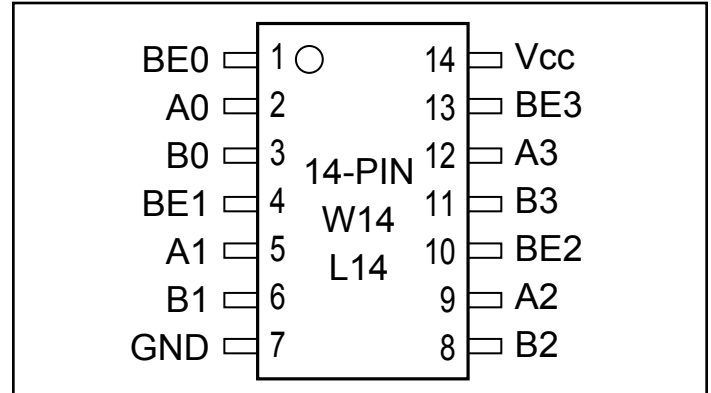 BE0 1 14 Vcc
A0 2 13 BE3
B0 3 12 A3
14-PIN
BE1 4 11 B3
W14
A1 5 10 BE2
L14
B1 6 9 A2
GND 7 8 B2